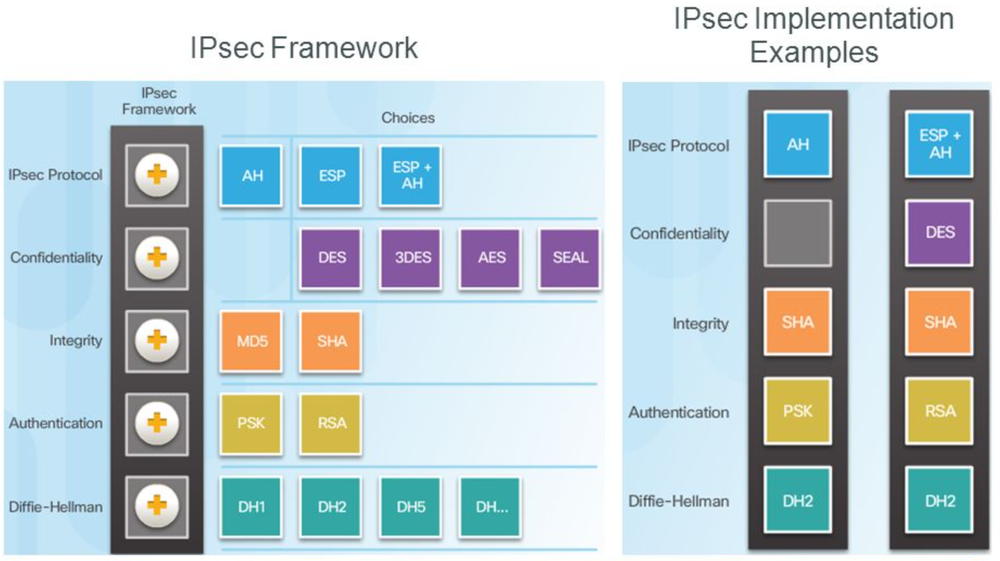 IPsec Framework
IPsec
Framework
Choices
IPsec Protocol
AH
ESP
ESP +
AH
Confidentiality
DES
3DES
AES
SEAL
Integrity
MD5
SHA
Authentication
PSK
RSA
Diffie-Hellman
DH1
DH2
DH5
DH...
IPsec Implementation
Examples
IPsec Protocol
AH
ESP +
AH
Confidentiality
DES
Integrity
SHA
SHA
Authentication
PSK
RSA
Diffie-Hellman
DH2
DH2